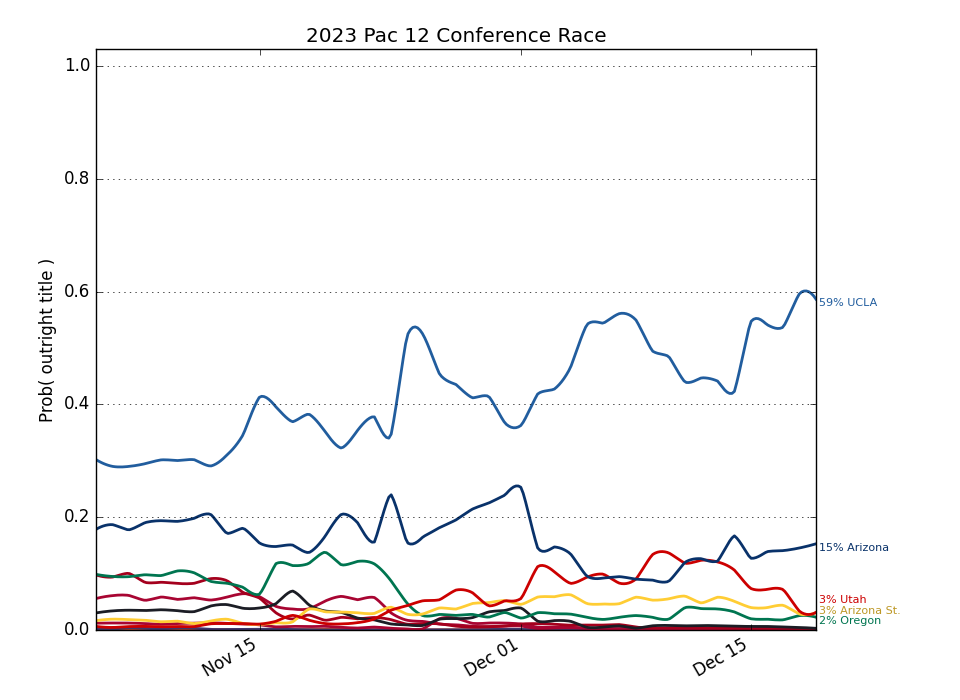 2023 Pac 12 Conference Race
Prob( outright title )
1.0
0.8
0.6
0.4
0.2
0.0
Nov 15
Dec 01
Dec 15
59% UCLA
15% Arizona
3% Utah
3% Arizona St.
2% Oregon